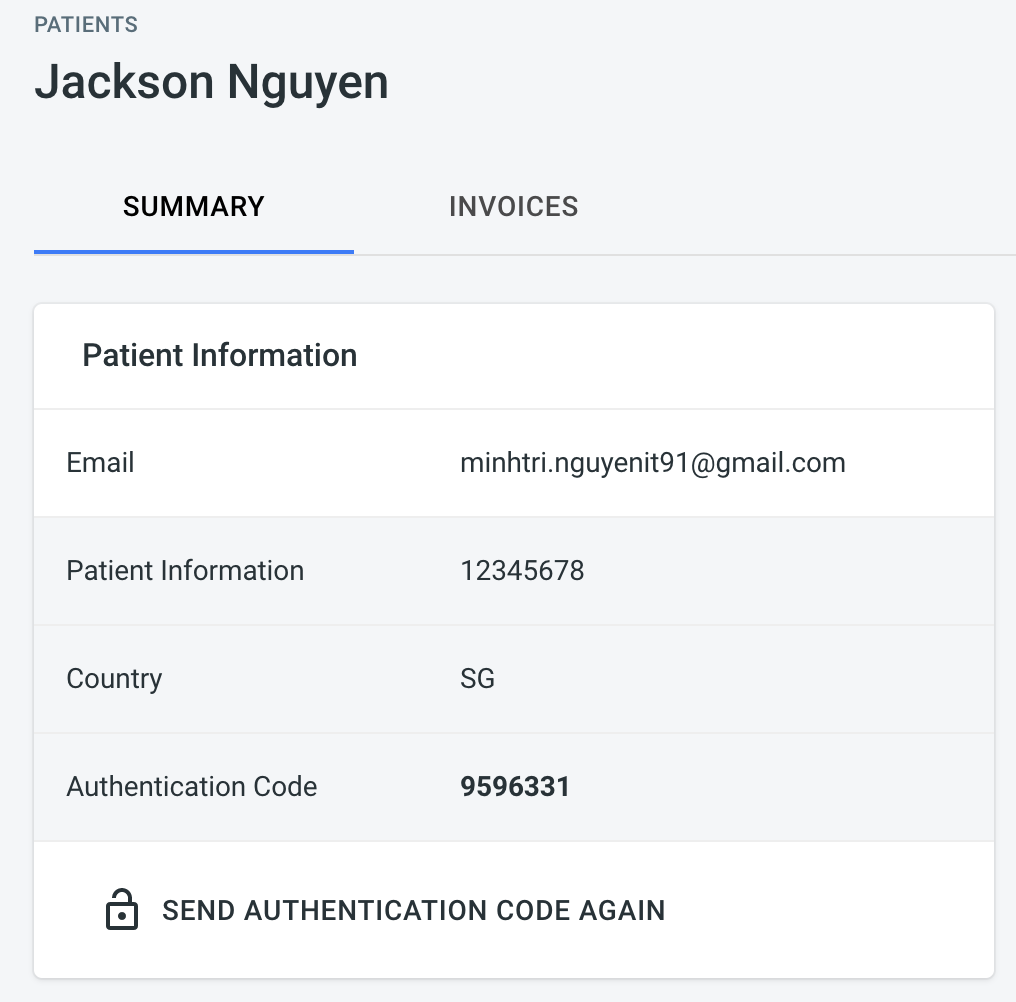 PATIENTS
Jackson Nguyen
SUMMARY INVOICES
Patient Information
Email minhtri.nguyenit91@gmail.com
Patient Information 12345678
Country SG
Authentication Code 9596331
SEND AUTHENTICATION CODE AGAIN